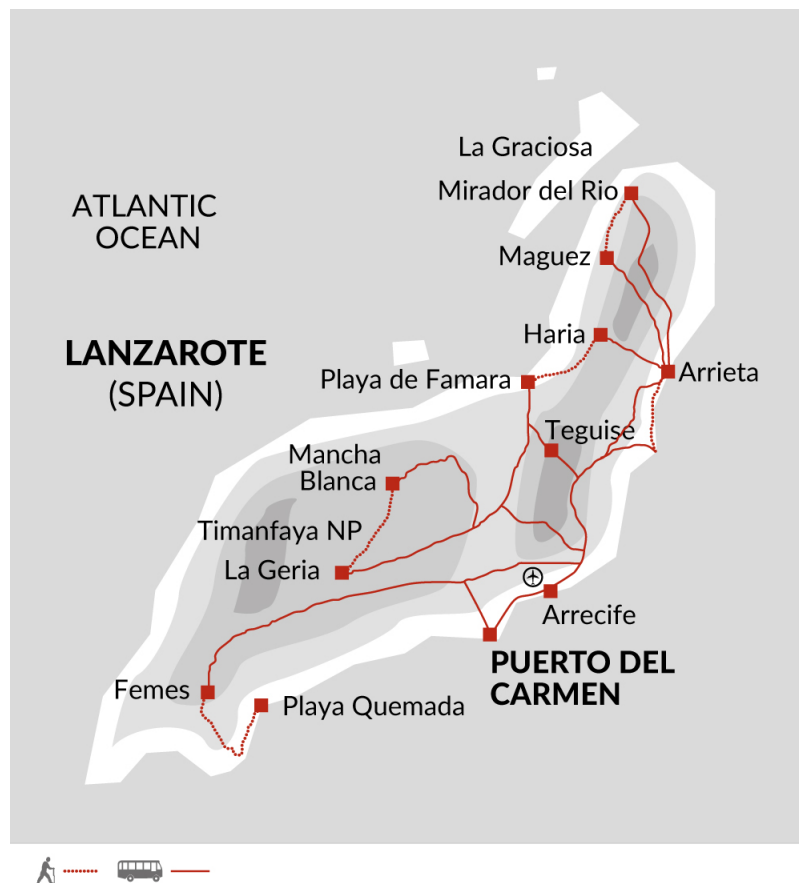 La Graciosa
Mirador del Rio
ATLANTIC
OCEAN
Maguez
Haria
LANZAROTE
(SPAIN)
Playa de Famara
Arrieta
Teguise
Mancha
Blanca
Timanfaya NP
La Geria
Arrecife
PUERTO DEL
CARMEN
Femes
Playa Quemada